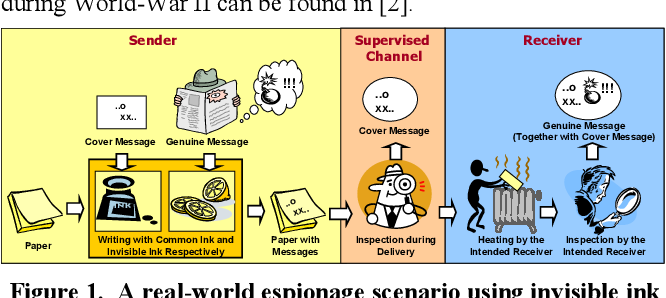 during World-War II can be found in [2].
Sender
Supervised
Channel
Receiver
..o
xx..
!!!
Cover Message
Genuine Message
..o
xx..
Cover Message
..o
xx..
!!!
Genuine Message
(Together with Cover Message)
INK
..o
xx..
Paper
Writing with Common Ink and
Invisible Ink Respectively
Paper with
Messages
Inspection during
Delivery
Heating by the
Intended Receiver
Inspection by the
Intended Receiver
Figure 1. A real-world espionage scenario using invisible ink